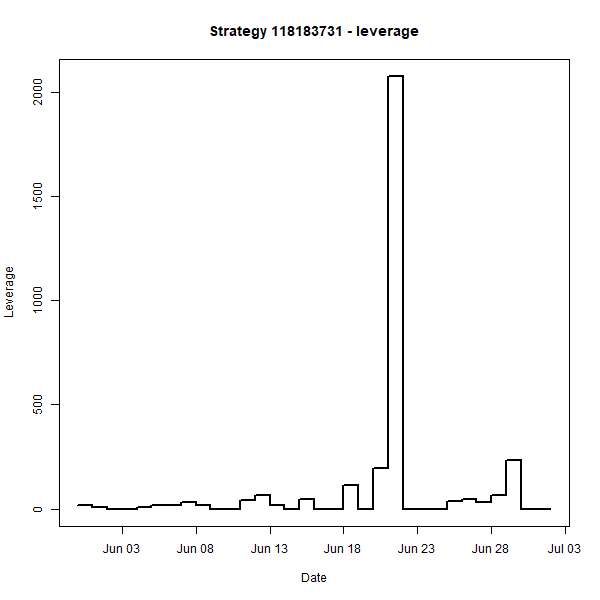 Strategy 118183731 - leverage
2000
1500
1000
500
0
Leverage
Jun 03 Jun 08 Jun 13 Jun 18 Jun 23 Jun 28 Jul 03
Date